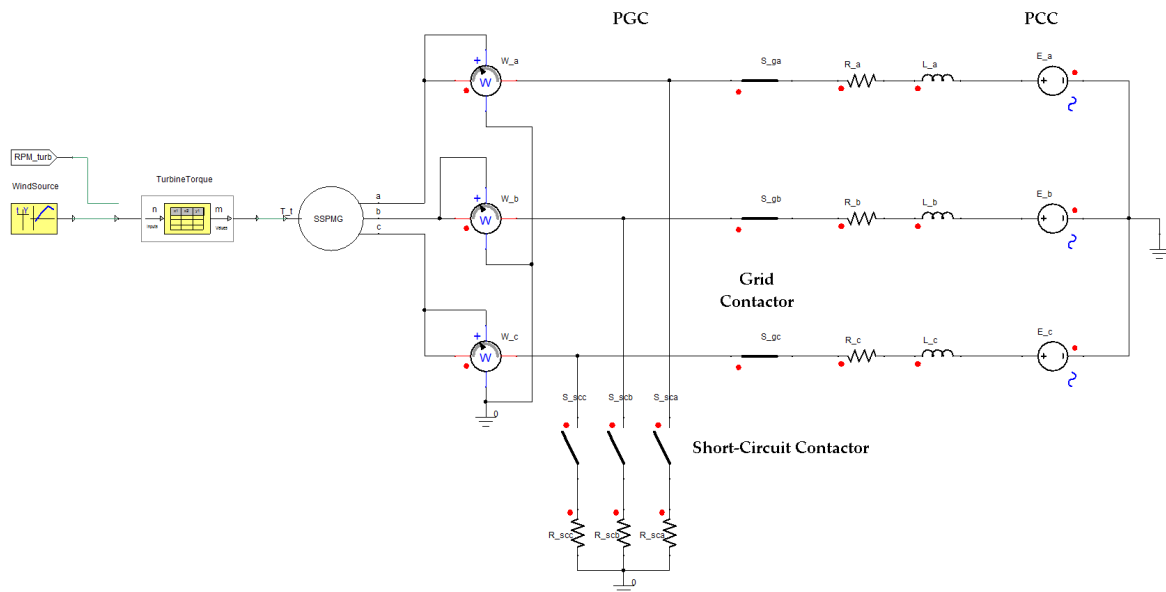 PGC
PCC
W_a
S_ga
R_a
L_a
E_a
W
RPM_turb
WindSource
TurbineTorque
n
m
T_t
SSPMG
a
b
c
W_b
S_gb
R_b
L_b
E_b
W
Grid
Contactor
W_c
S_gc
R_c
L_c
E_c
W
0
S_scc
S_scb
S_sca
Short-Circuit Contactor
R_scc
R_scb
R_sca
0